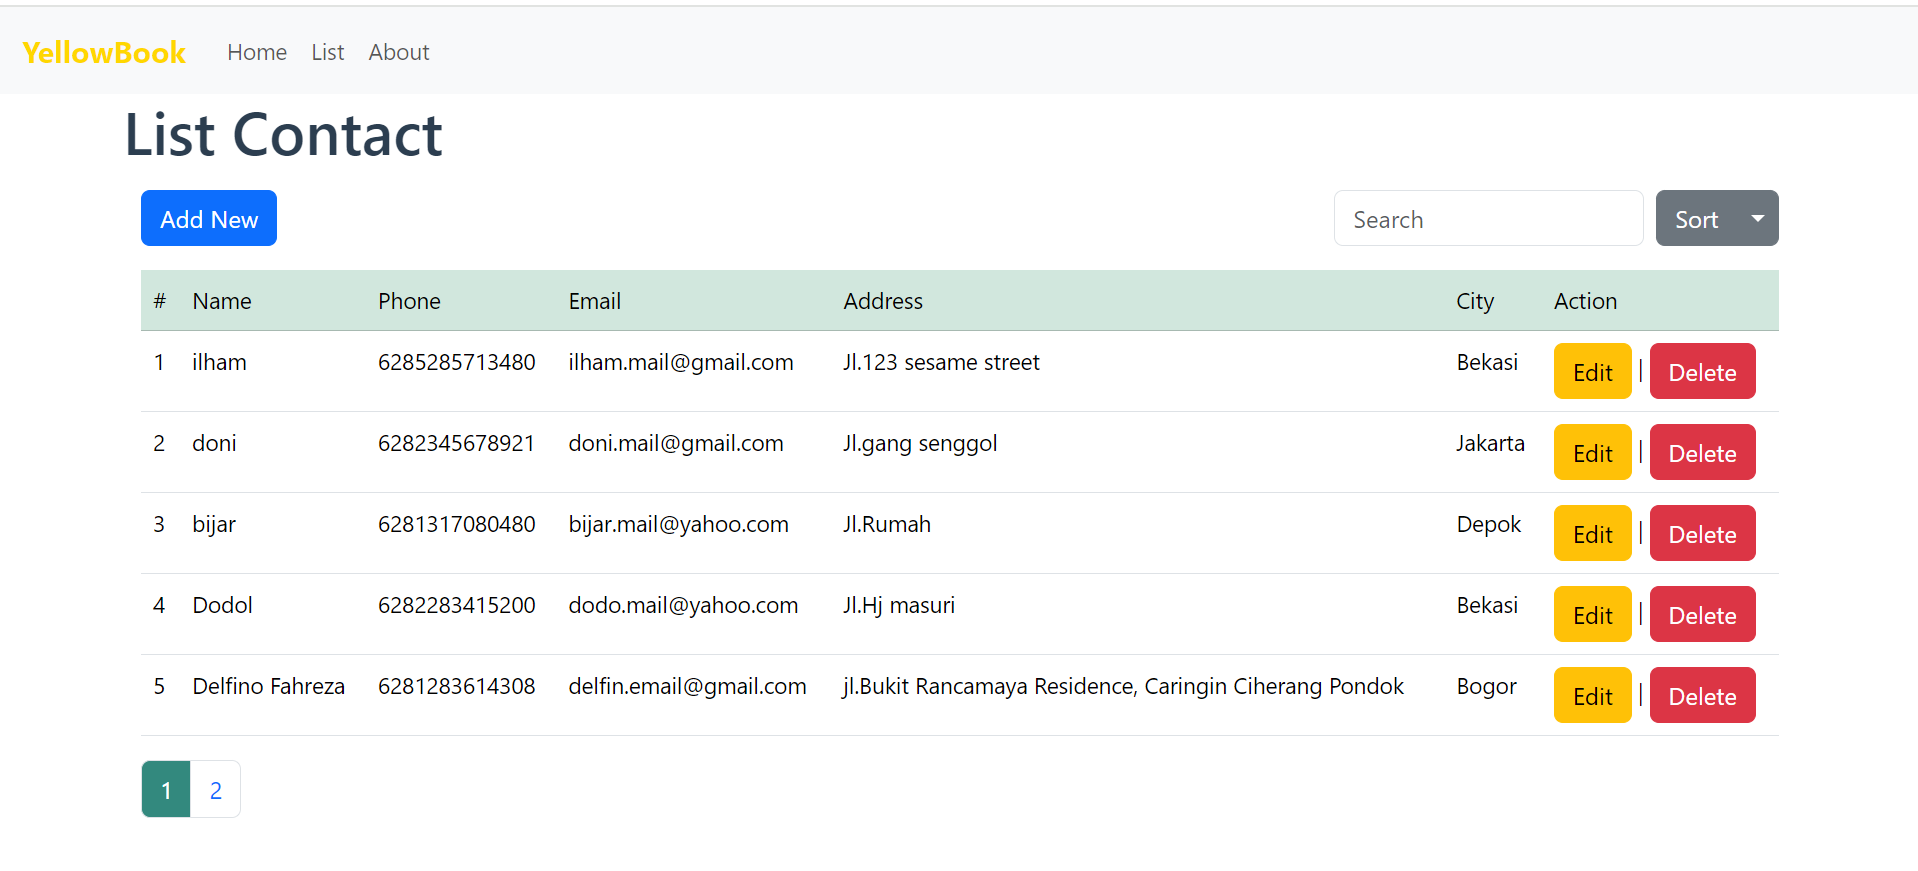 YellowBook Home List About
List Contact
Add New Search Sort
# Name Phone Email Address City Action
1 ilham 6285285713480 ilham.mail@gmail.com Jl.123 sesame street Bekasi Edit | Delete
2 doni 6282345678921 doni.mail@gmail.com Jl.gang senggol Jakarta Edit | Delete
3 bijar 6281317080480 bijar.mail@yahoo.com Jl.Rumah Depok Edit | Delete
4 Dodol 6282283415200 dodo.mail@yahoo.com Jl.Hj masuri Bekasi Edit | Delete
5 Delfino Fahreza 6281283614308 delfin.email@gmail.com jl.Bukit Rancamaya Residence, Caringin Ciherang Pondok Bogor Edit | Delete
1 2